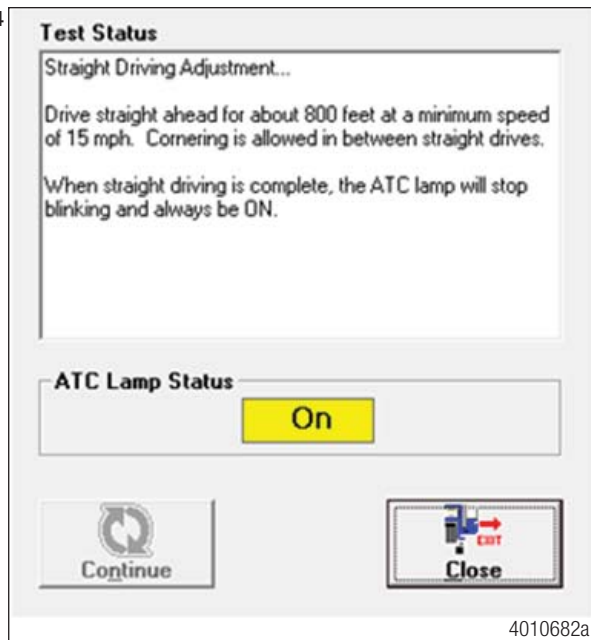 4
Test Status
Straight Driving Adjustment...
Drive straight ahead for about 800 feet at a minimum speed
of 15 mph. Cornering is allowed in between straight drives.
When straight driving is complete, the ATC lamp will stop
blinking and always be ON.
ATC Lamp Status
On
EXIT
Continue
Close
4010682a